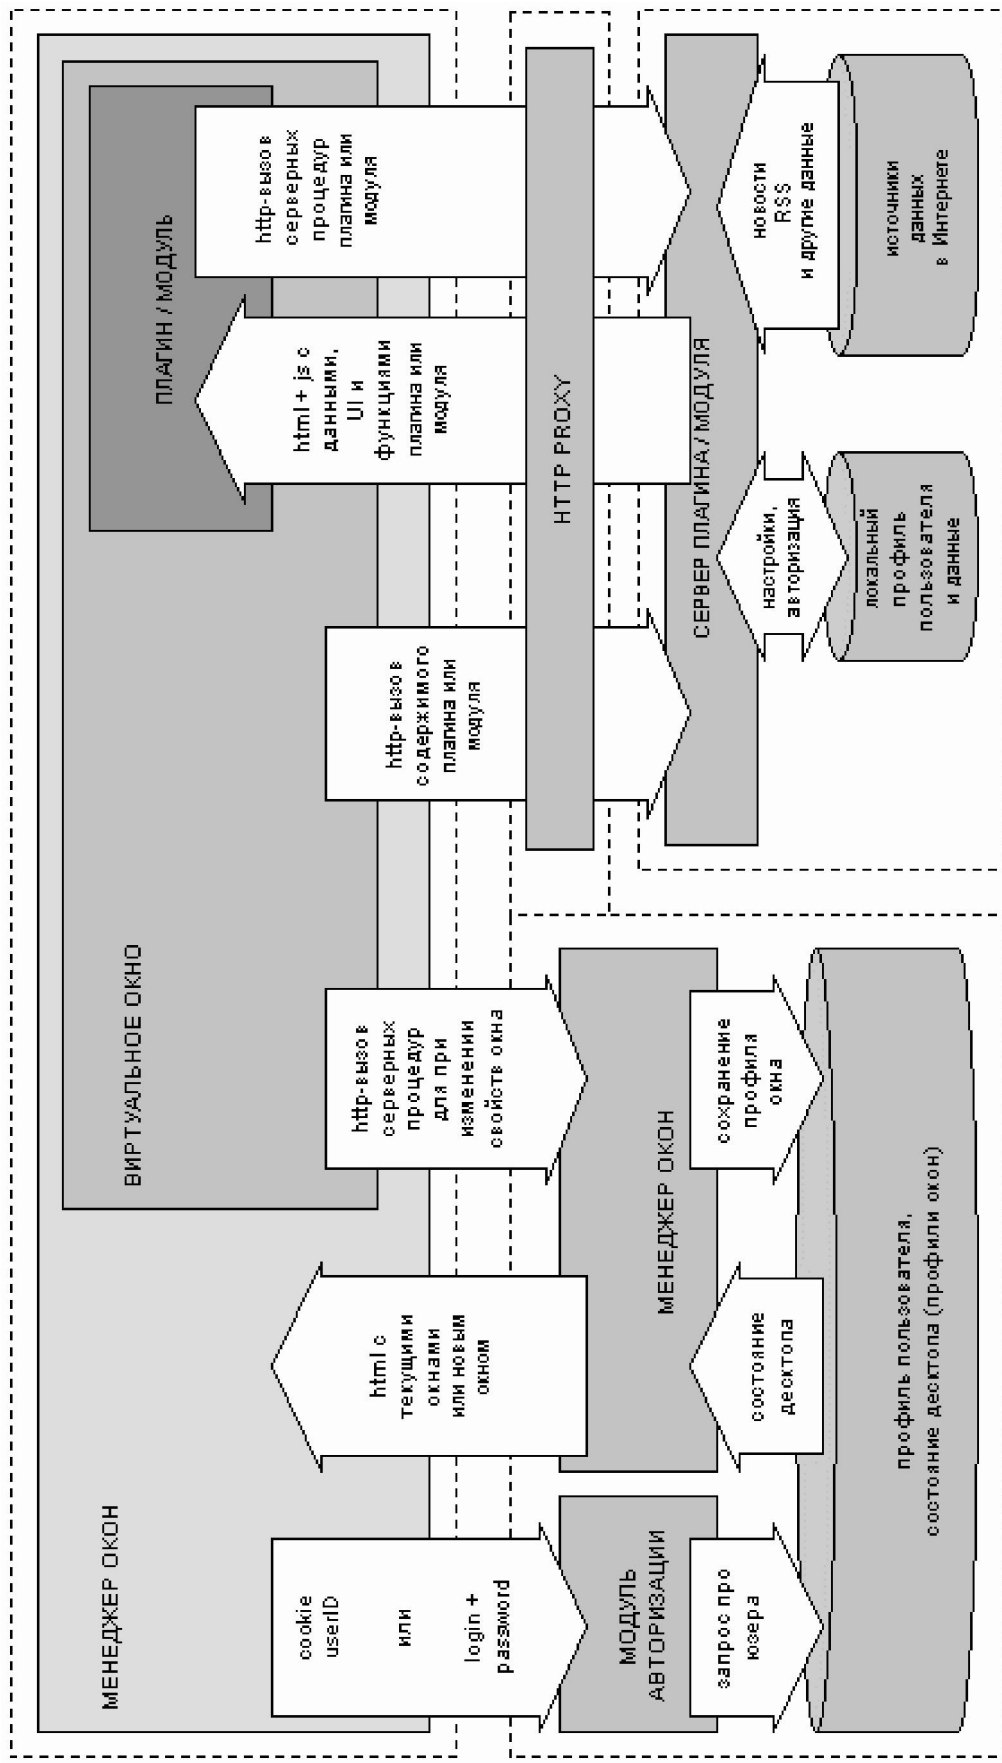 МЕНЕДЖЕР ОКОН
ВИРТУАЛЬНОЕ ОКНО
ПЛАГИН / МОДУЛЬ
cookie
userID
или
login +
password
html с
текущими
окнами
или новым
окном
http-вызов
серверных
процедур
для при
изменении
свойств окна
http-вызов
содержимого
плагина или
модуля
html + js с
данными,
UI и
функциями
плагина или
модуля
http-вызов
серверных
процедур
плагина или
модуля
HTTP PROXY
МОДУЛЬ
АВТОРИЗАЦИИ
МЕНЕДЖЕР ОКОН
СЕРВЕР ПЛАГИНА / МОДУЛЯ
запрос про
юзера
состояние
десктопа
сохранение
профиля
окна
настройки,
авторизация
новости
RSS
и другие данные
профиль пользователя,
состояние десктопа (профили окон)
локальный
профиль
пользователя
и данные
источники
данных
в Интернете